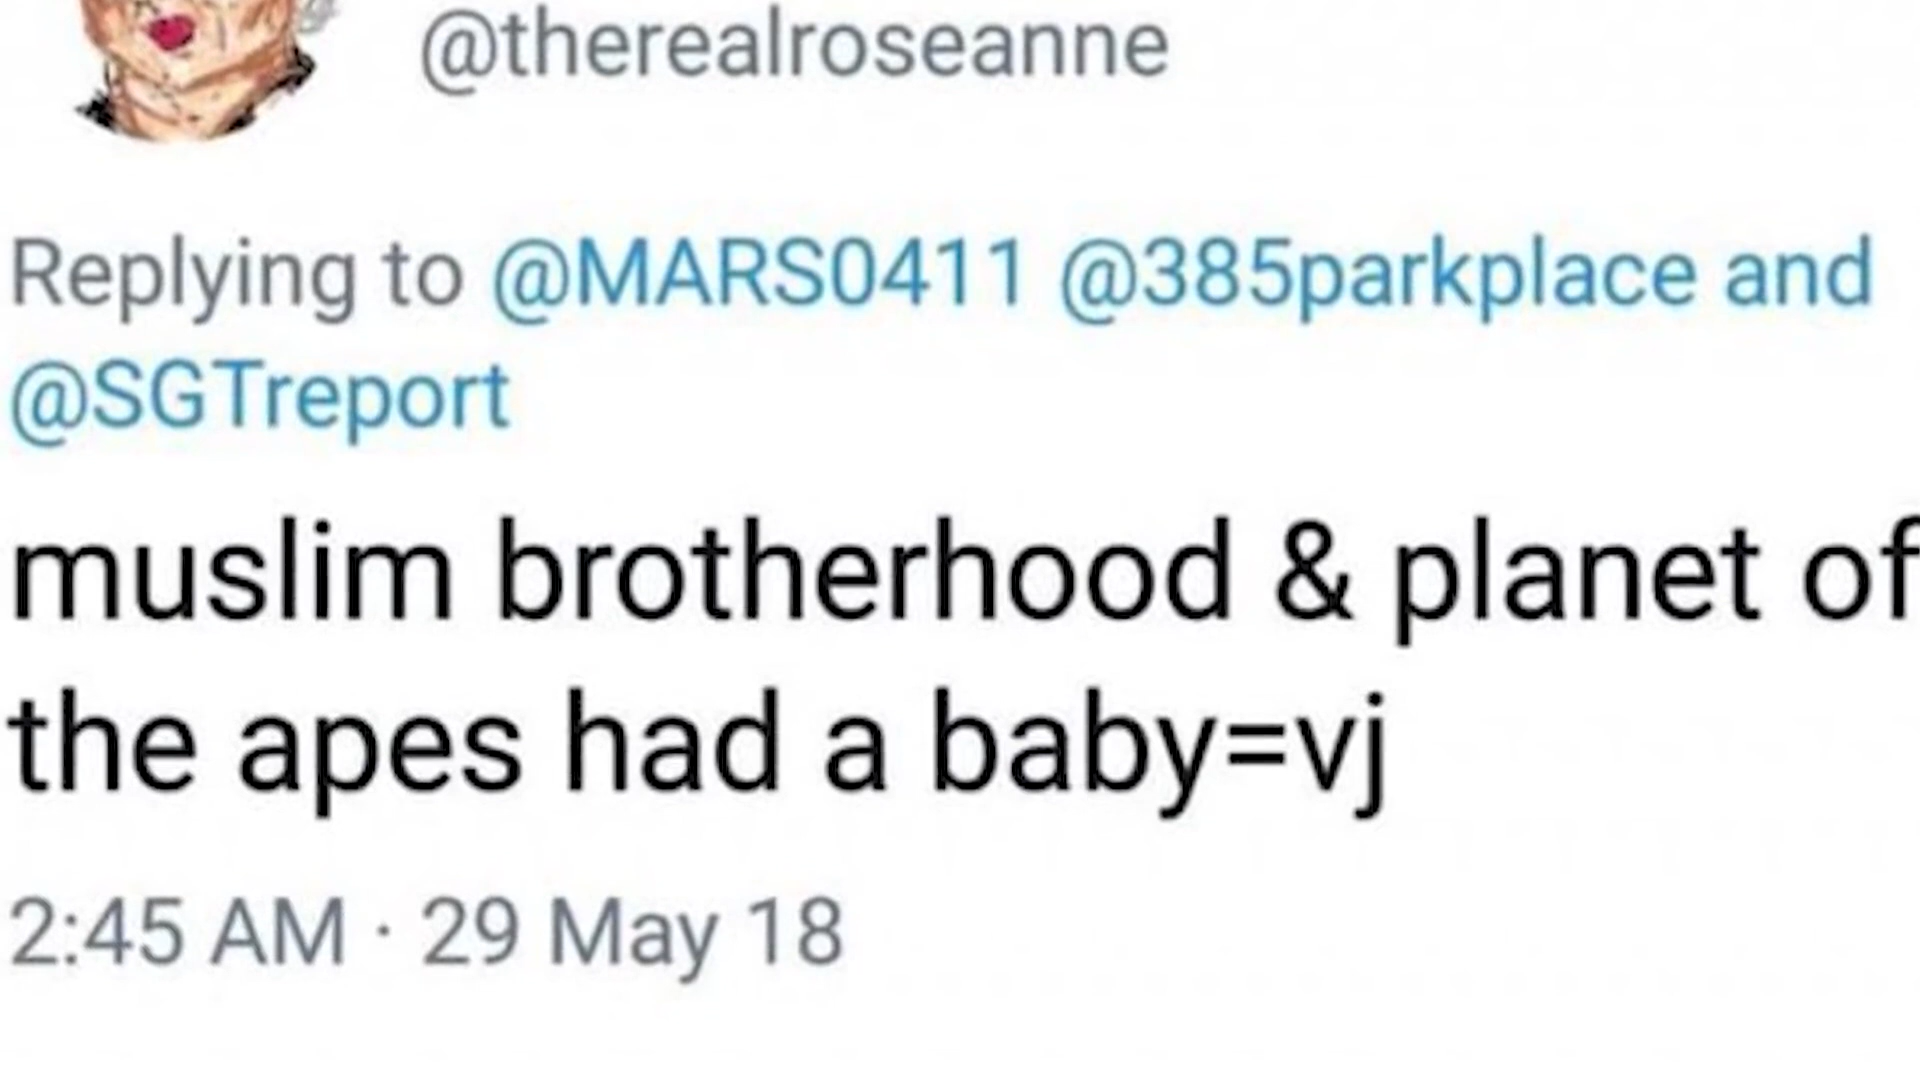 @therealroseanne
Replying to @MARS0411 @385parkplace and
@SGTreport
muslim brotherhood & planet of
the apes had a baby=vj
2:45 AM · 29 May 18